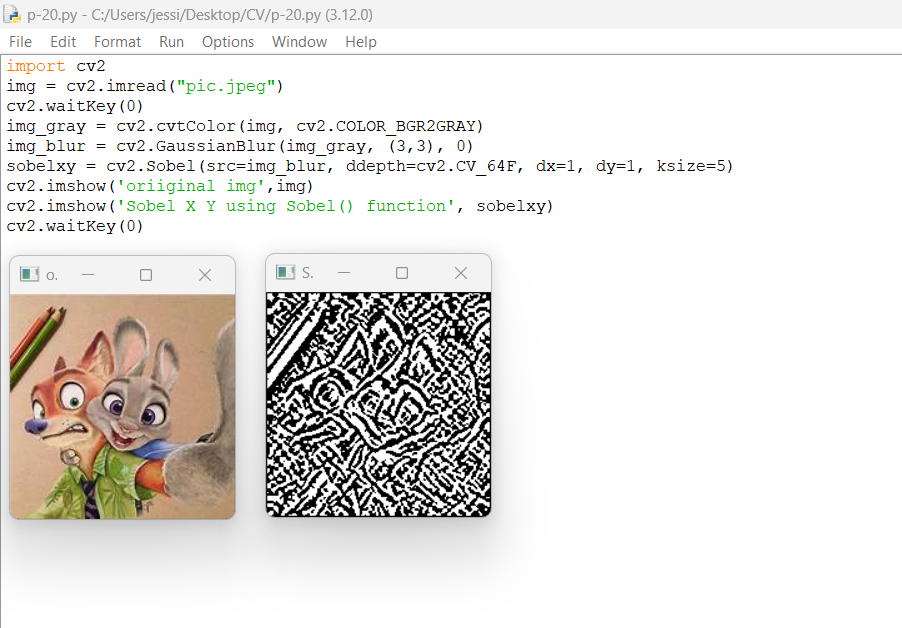 p-20.py - C:/Users/jessi/Desktop/CV/p-20.py (3.12.0)
File Edit Format Run Options Window Help
import cv2
img = cv2.imread("pic.jpeg")
cv2.waitKey(0)
img_gray = cv2.cvtColor(img, cv2.COLOR_BGR2GRAY)
img_blur = cv2.GaussianBlur(img_gray, (3,3), 0)
sobelxy = cv2.Sobel(src=img_blur, ddepth=cv2.CV_64F, dx=1, dy=1, ksize=5)
cv2.imshow('oriiginal img',img)
cv2.imshow('Sobel X Y using Sobel() function', sobelxy)
cv2.waitKey(0)
o.
S.